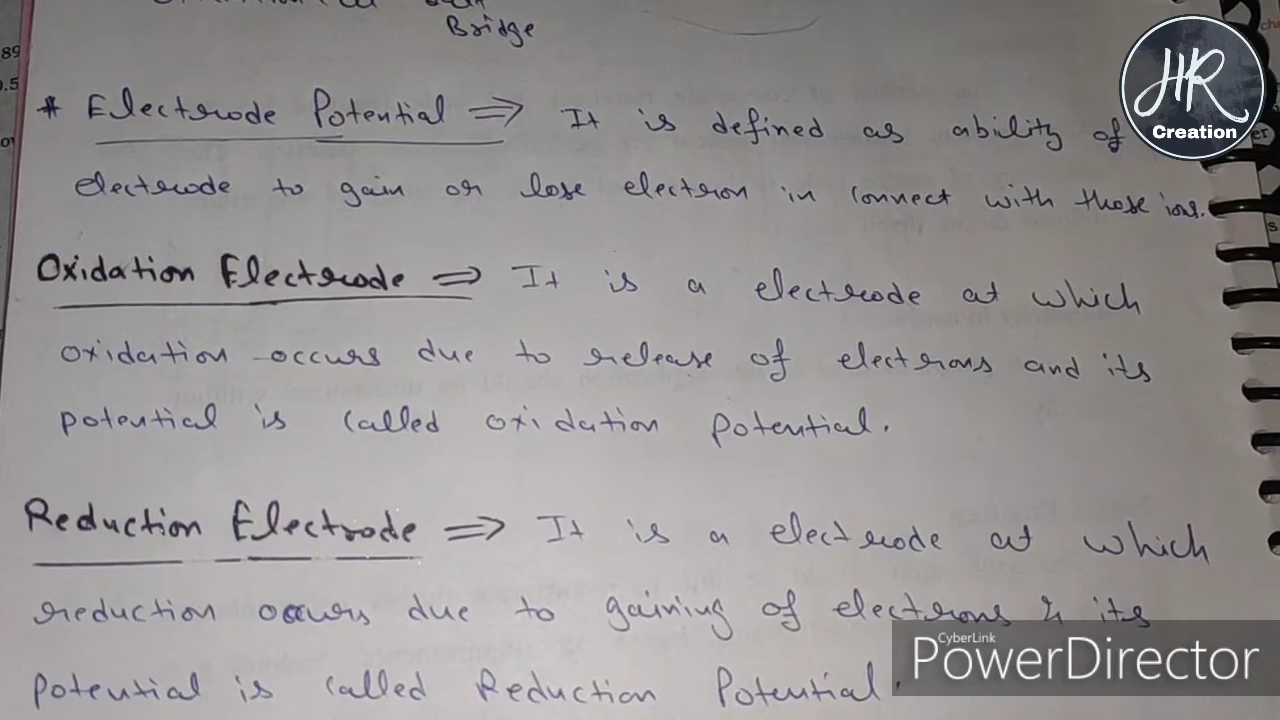 Bridge
HR
Creation
89
* Electrode Potential ⇒ It is defined as ability of
electrode to gain or lose electron in connect with those ions.
Oxidation Electrode ⇒ It is a electrode at which
oxidation occurs due to release of electrons and its
potential is called oxidation potential.
Reduction Electrode ⇒ It is a electrode at which
reduction occurs due to gaining of electrons & its
potential is called Reduction Potential.
CyberLink
PowerDirector